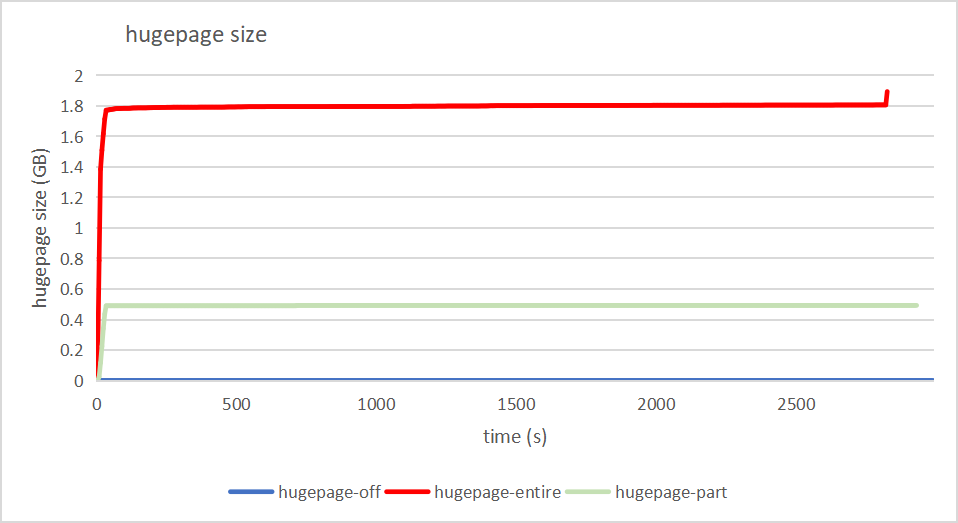 hugepage size
hugepage size (GB)
2
1.8
1.6
1.4
1.2
1
0.8
0.6
0.4
0.2
0
0 500 1000 1500 2000 2500
time (s)
hugepage-off hugepage-entire hugepage-part